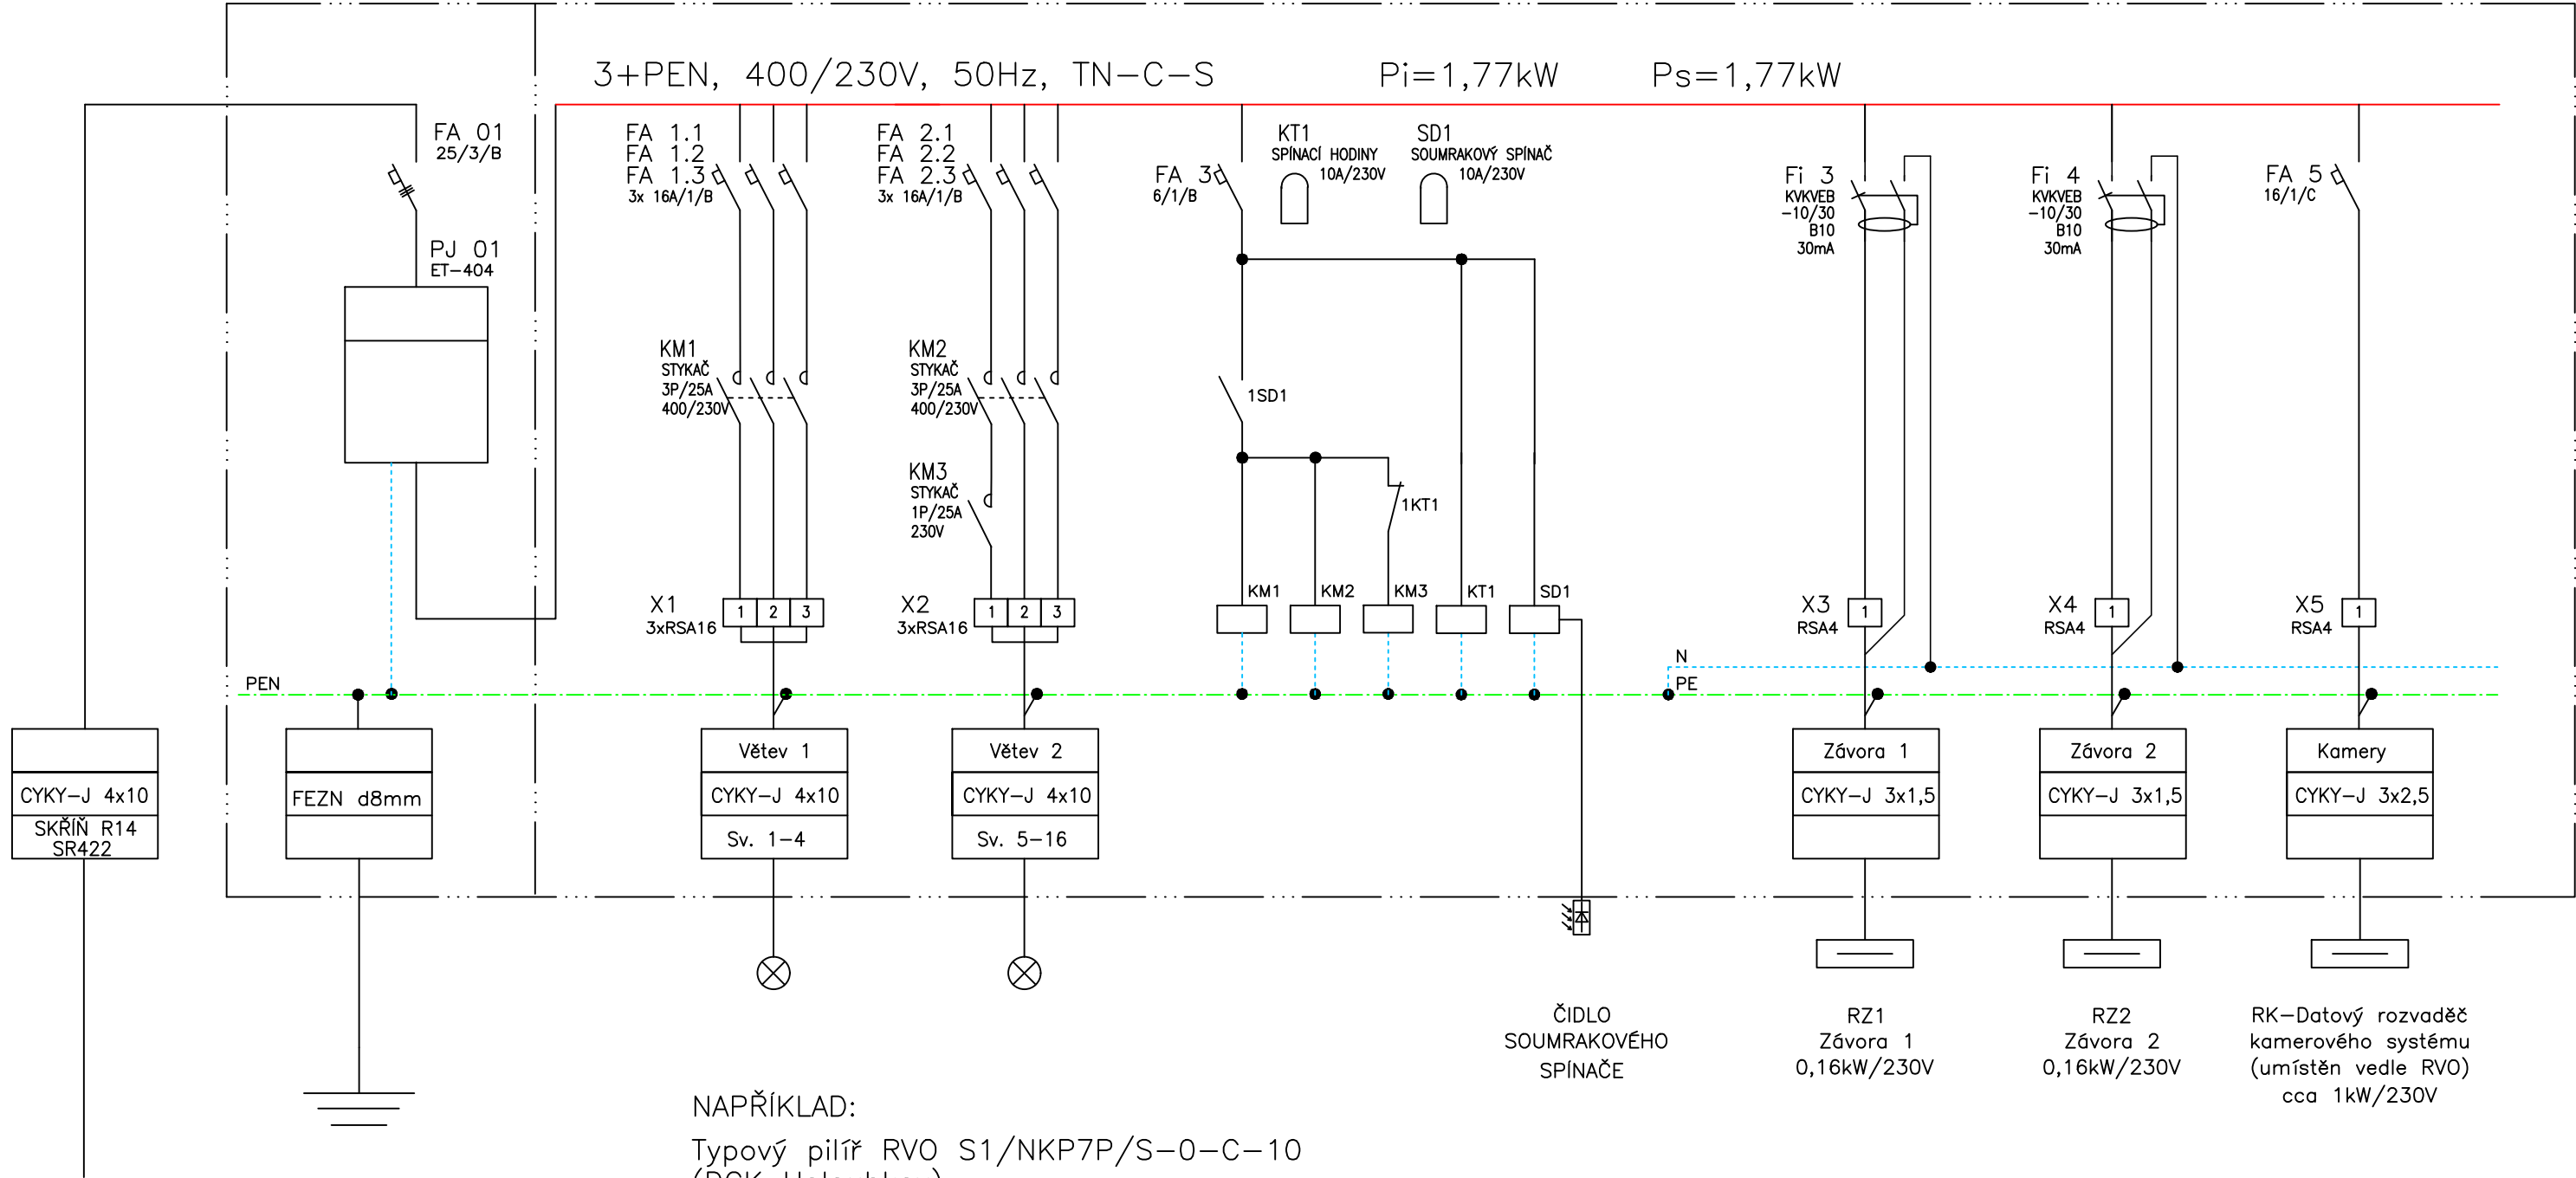 3+PEN, 400/230V, 50Hz, TN-C-S
Pi=1,77kW
Ps=1,77kW
FA 01
25/3/B
PJ 01
ET-404
FA 1.1
FA 1.2
FA 1.3
3x 16A/1/B
FA 2.1
FA 2.2
FA 2.3
3x 16A/1/B
FA 3
6/1/B
KT1
SPÍNACÍ HODINY
10A/230V
SD1
SOUMRAKOVÝ SPÍNAČ
10A/230V
Fi 3
KVKVEB
-10/30
B10
30mA
Fi 4
KVKVEB
-10/30
B10
30mA
FA 5
16/1/C
KM1
STYKAČ
3P/25A
400/230V
KM2
STYKAČ
3P/25A
400/230V
KM3
STYKAČ
1P/25A
230V
1SD1
1KT1
X1
3xRSA16
1 2 3
X2
3xRSA16
1 2 3
KM1
KM2
KM3
KT1
SD1
X3
RSA4
1
X4
RSA4
1
X5
RSA4
1
PEN
N
PE
CYKY-J 4x10
SKŘÍŇ R14
SR422
FEZN d8mm
Větev 1
CYKY-J 4x10
Sv. 1-4
Větev 2
CYKY-J 4x10
Sv. 5-16
Závora 1
CYKY-J 3x1,5
Závora 2
CYKY-J 3x1,5
Kamery
CYKY-J 3x2,5
ČIDLO
SOUMRAKOVÉHO
SPÍNAČE
RZ1
Závora 1
0,16kW/230V
RZ2
Závora 2
0,16kW/230V
RK-Datový rozvaděč
kamerového systému
(umístěn vedle RVO)
cca 1kW/230V
NAPŘÍKLAD:
Typový pilíř RVO S1/NKP7P/S-0-C-10